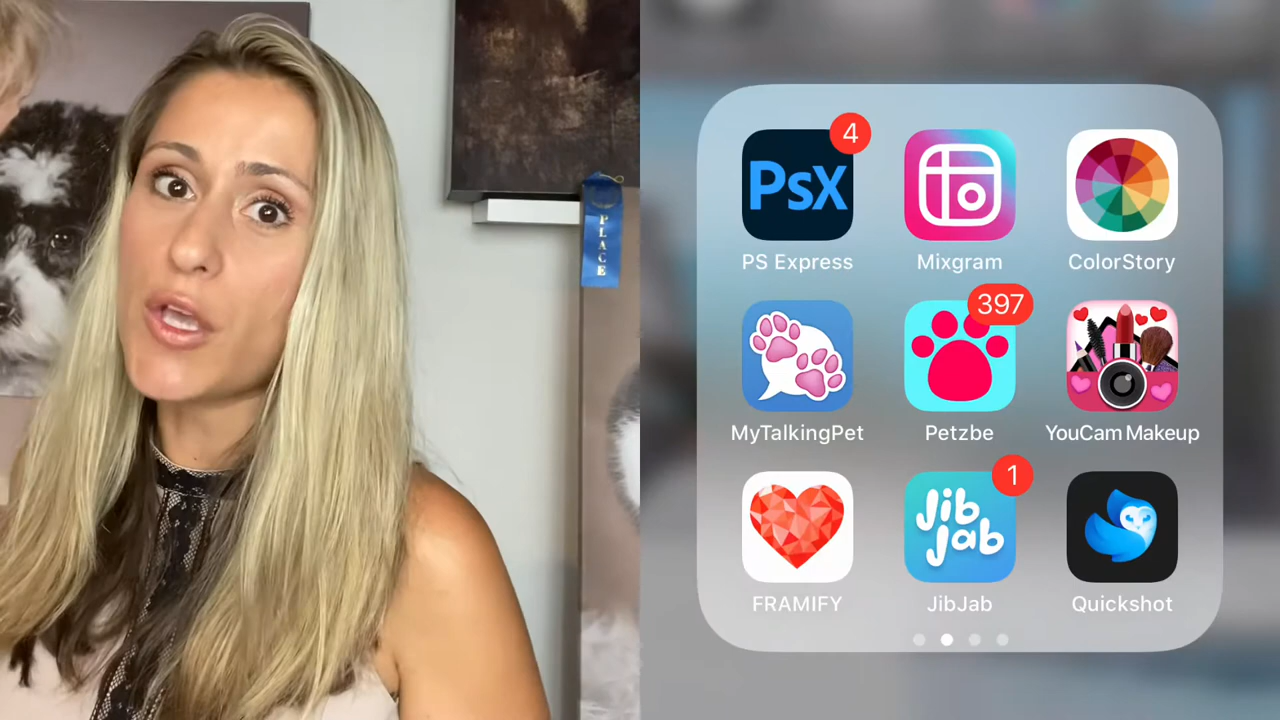 PLACE
4
PsX
PS Express
Mixgram
ColorStory
397
MyTalkingPet
Petzbe
YouCam Makeup
1
Jib
Jab
FRAMIFY
JibJab
Quickshot